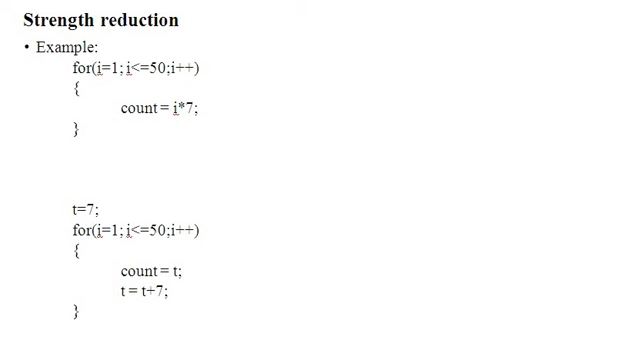 Strength reduction
• Example:
for(i=1;i<=50;i++)
{
count = i*7;
}
t=7;
for(i=1;i<=50;i++)
{
count = t;
t = t+7;
}